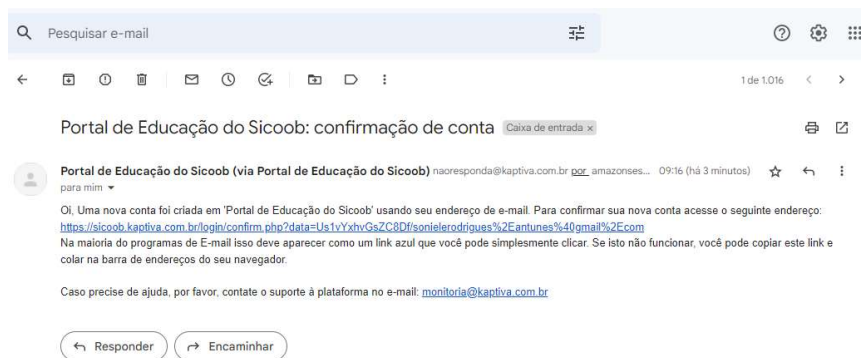 Pesquisar e-mail
1 de 1.016
Portal de Educação do Sicoob: confirmação de conta Caixa de entrada x
Portal de Educação do Sicoob (via Portal de Educação do Sicoob) naoresponda@kaptiva.com.br por amazonses... 09:16 (há 3 minutos)
para mim
Oi, Uma nova conta foi criada em 'Portal de Educação do Sicoob' usando seu endereço de e-mail. Para confirmar sua nova conta acesse o seguinte endereço:
https://sicoob.kaptiva.com.br/login/confirm.php?data=Us1vYxhvGsZC8Df/sonielerodrigues%2Eantunes%40gmail%2Ecom
Na maioria do programas de E-mail isso deve aparecer como um link azul que você pode simplesmente clicar. Se isto não funcionar, você pode copiar este link e
colar na barra de endereços do seu navegador.
Caso precise de ajuda, por favor, contate o suporte à plataforma no e-mail: monitoria@kaptiva.com.br
Responder Encaminhar